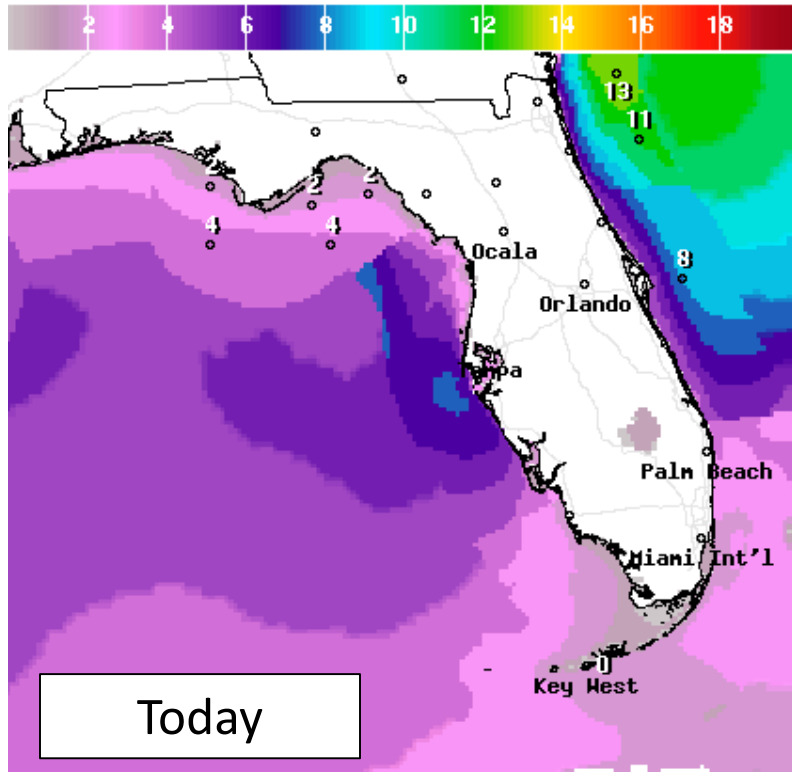 2 4 6 8 10 12 14 16 18
13
11
2
2 2
4 4
Ocala
8
Orlando
Tampa
Palm Beach
Miami Int'l
0
Key West
Today